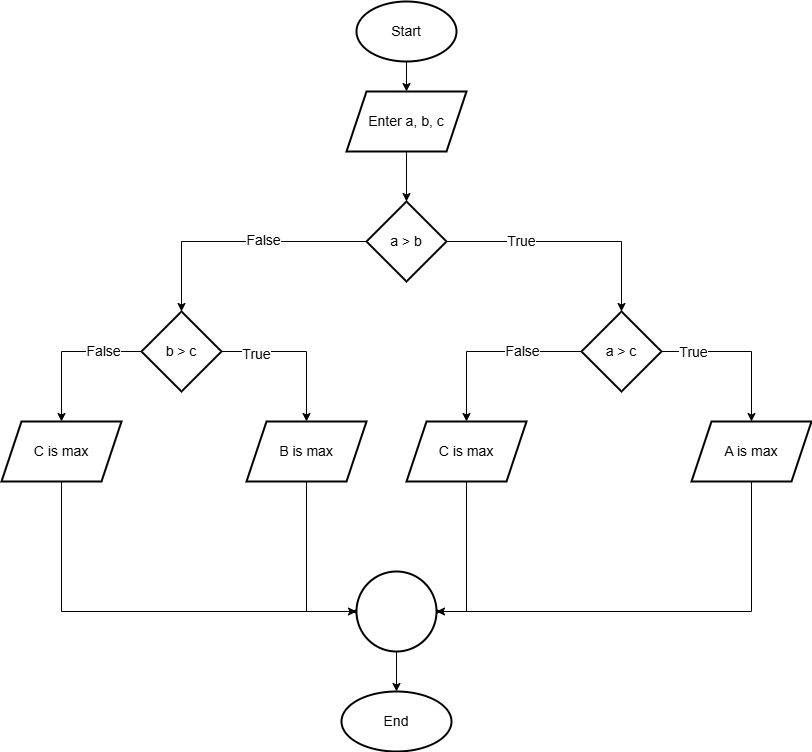 Start
Enter a, b, c
a > b
False
True
b > c
False
True
a > c
False
True
C is max
B is max
C is max
A is max
End